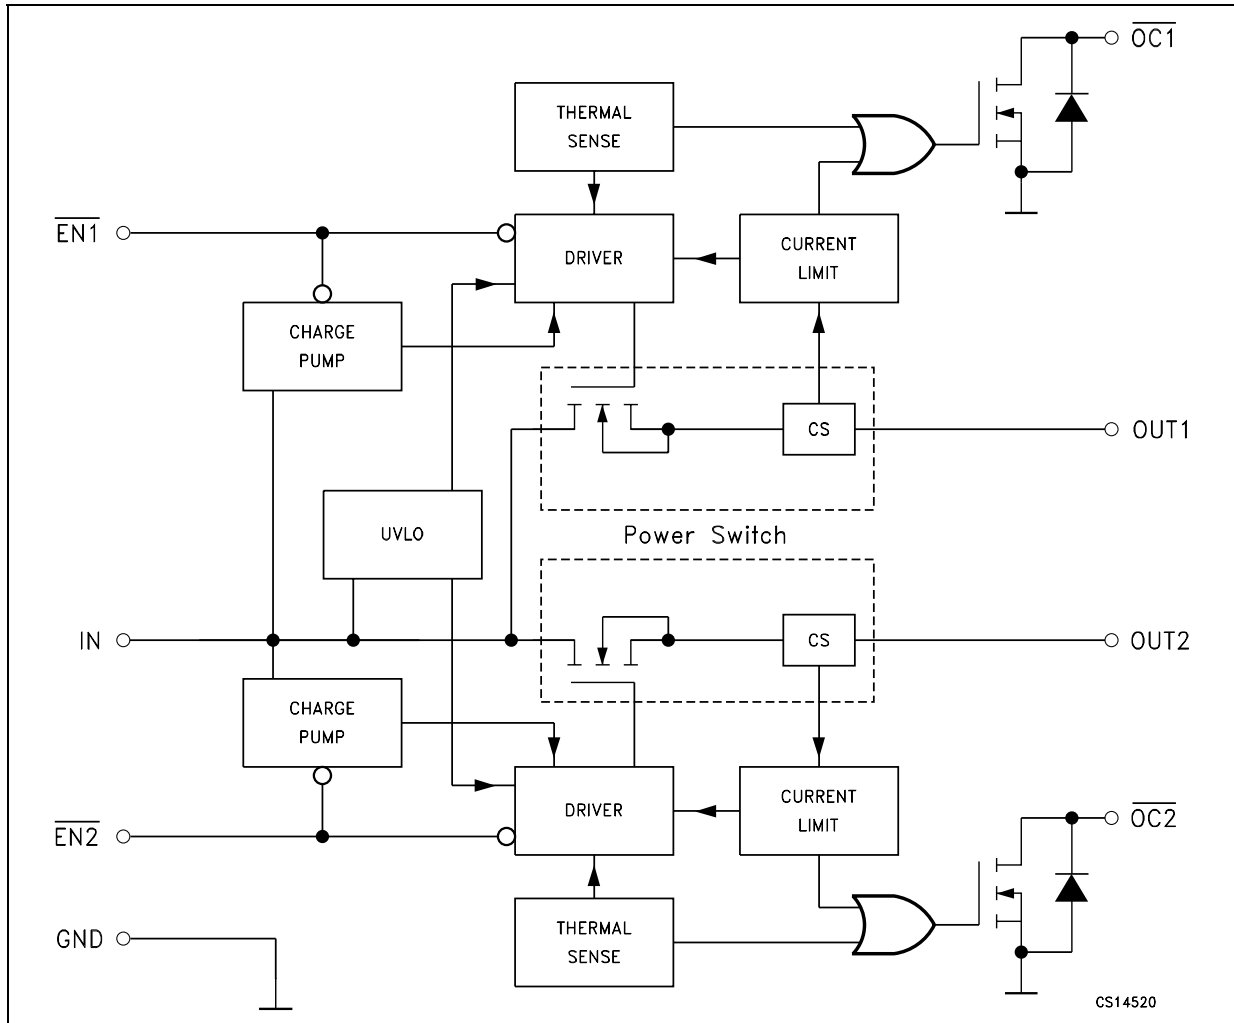 OC1
THERMAL
SENSE
EN1
DRIVER
CURRENT
LIMIT
CHARGE
PUMP
CS
OUT1
UVLO
Power Switch
IN
CS
OUT2
CHARGE
PUMP
DRIVER
CURRENT
LIMIT
OC2
EN2
THERMAL
SENSE
GND
CS14520